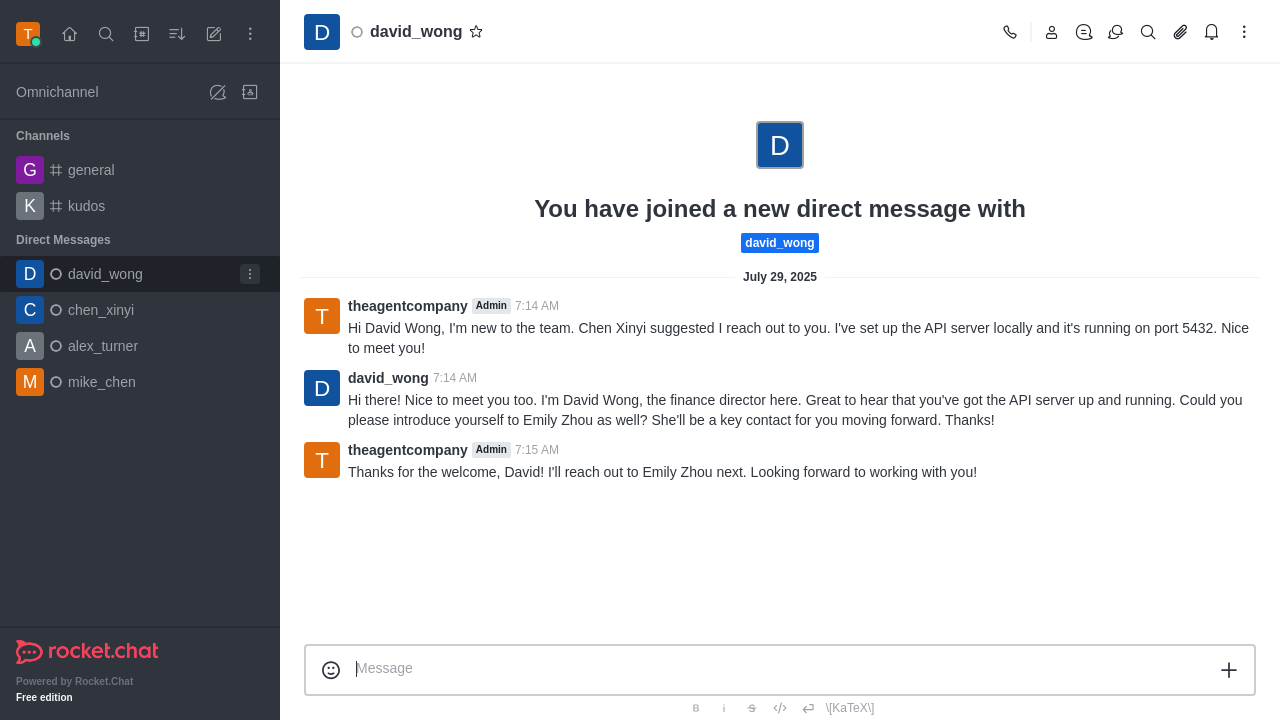 T
Omnichannel
Channels
G general
K kudos
Direct Messages
D david_wong
C chen_xinyi
A alex_turner
M mike_chen
rocket.chat
Powered by Rocket.Chat
Free edition
D david_wong
D
You have joined a new direct message with
david_wong
July 29, 2025
T theagentcompany Admin 7:14 AM
Hi David Wong, I'm new to the team. Chen Xinyi suggested I reach out to you. I've set up the API server locally and it's running on port 5432. Nice
to meet you!
D david_wong 7:14 AM
Hi there! Nice to meet you too. I'm David Wong, the finance director here. Great to hear that you've got the API server up and running. Could you
please introduce yourself to Emily Zhou as well? She'll be a key contact for you moving forward. Thanks!
T theagentcompany Admin 7:15 AM
Thanks for the welcome, David! I'll reach out to Emily Zhou next. Looking forward to working with you!
Message
B i S \[KaTeX\]